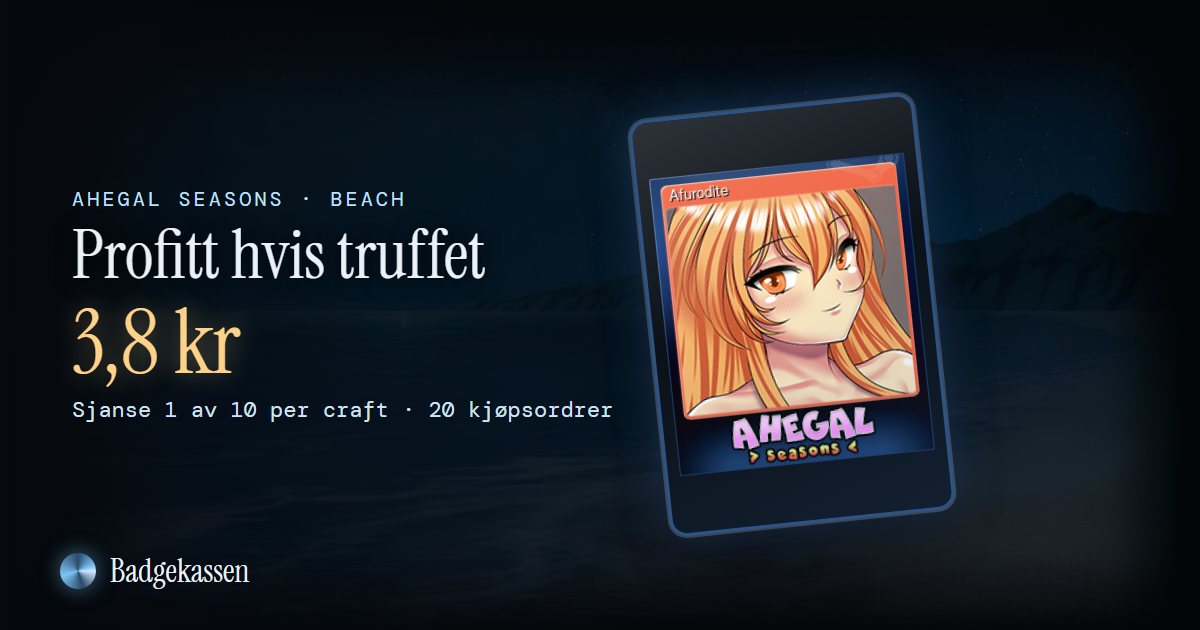 AHEGAL SEASONS · BEACH
Profitt hvis truffet
3,8 kr
Sjanse 1 av 10 per craft · 20 kjøpsordrer
Afurodite
AHEGAL
> Seasons <
Badgekassen